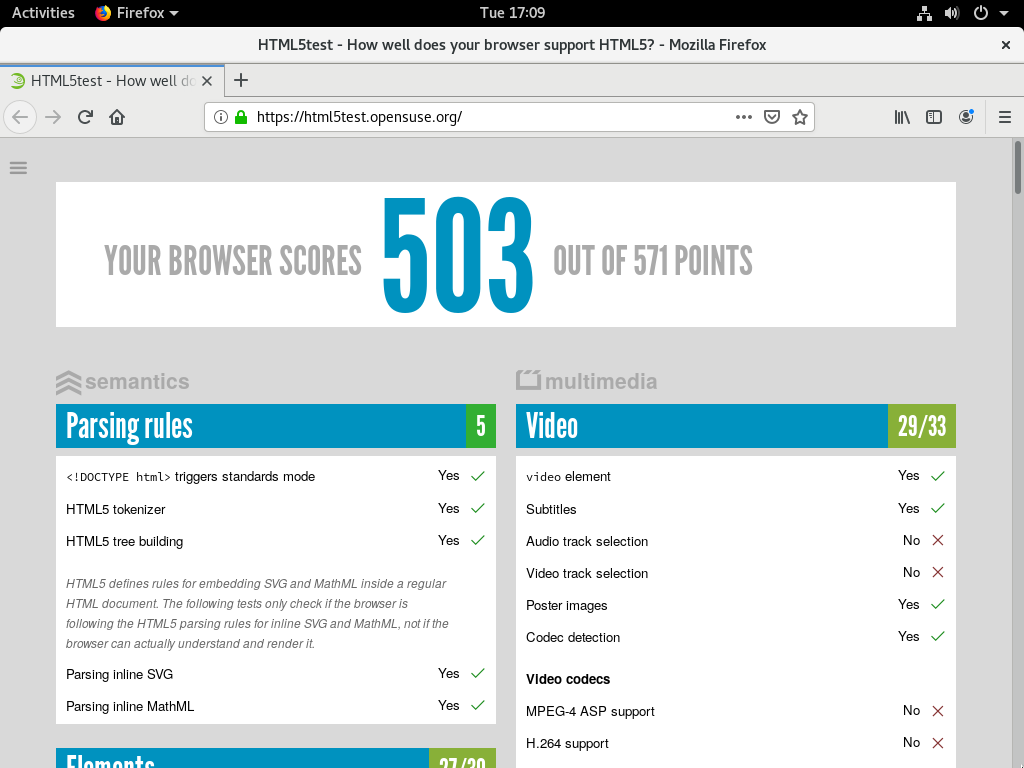 Activities Firefox Tue 17:09
HTML5test - How well does your browser support HTML5? - Mozilla Firefox
HTML5test - How well do
https://html5test.opensuse.org/
YOUR BROWSER SCORES 503 OUT OF 571 POINTS
semantics
Parsing rules 5
<!DOCTYPE html> triggers standards mode Yes
HTML5 tokenizer Yes
HTML5 tree building Yes
HTML5 defines rules for embedding SVG and MathML inside a regular
HTML document. The following tests only check if the browser is
following the HTML5 parsing rules for inline SVG and MathML, not if the
browser can actually understand and render it.
Parsing inline SVG Yes
Parsing inline MathML Yes
Elements 27/30
multimedia
Video 29/33
video element Yes
Subtitles Yes
Audio track selection No
Video track selection No
Poster images Yes
Codec detection Yes
Video codecs
MPEG-4 ASP support No
H.264 support No